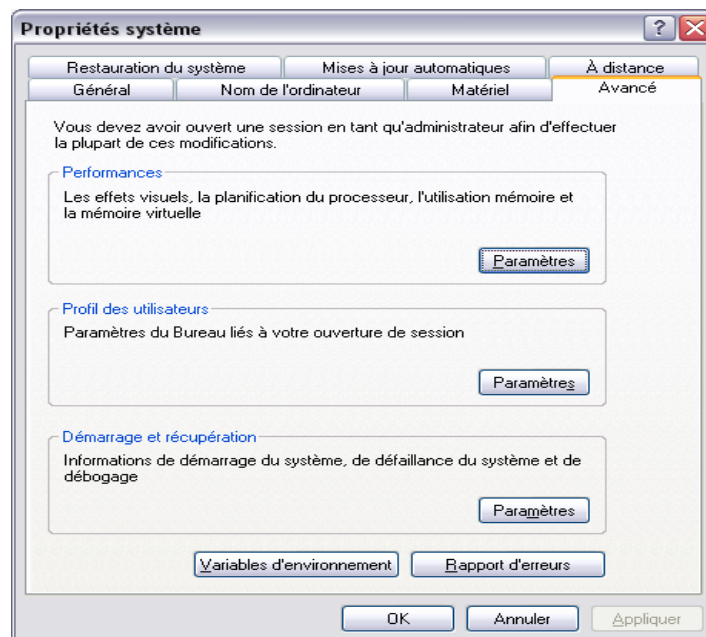 Propriétés système
Restauration du système Mises à jour automatiques À distance
Général Nom de l'ordinateur Matériel Avancé
Vous devez avoir ouvert une session en tant qu'administrateur afin d'effectuer
la plupart de ces modifications.
Performances
Les effets visuels, la planification du processeur, l'utilisation mémoire et
la mémoire virtuelle
Paramètres
Profil des utilisateurs
Paramètres du Bureau liés à votre ouverture de session
Paramètres
Démarrage et récupération
Informations de démarrage du système, de défaillance du système et de
débogage
Paramètres
Variables d'environnement Rapport d'erreurs
OK Annuler Appliquer